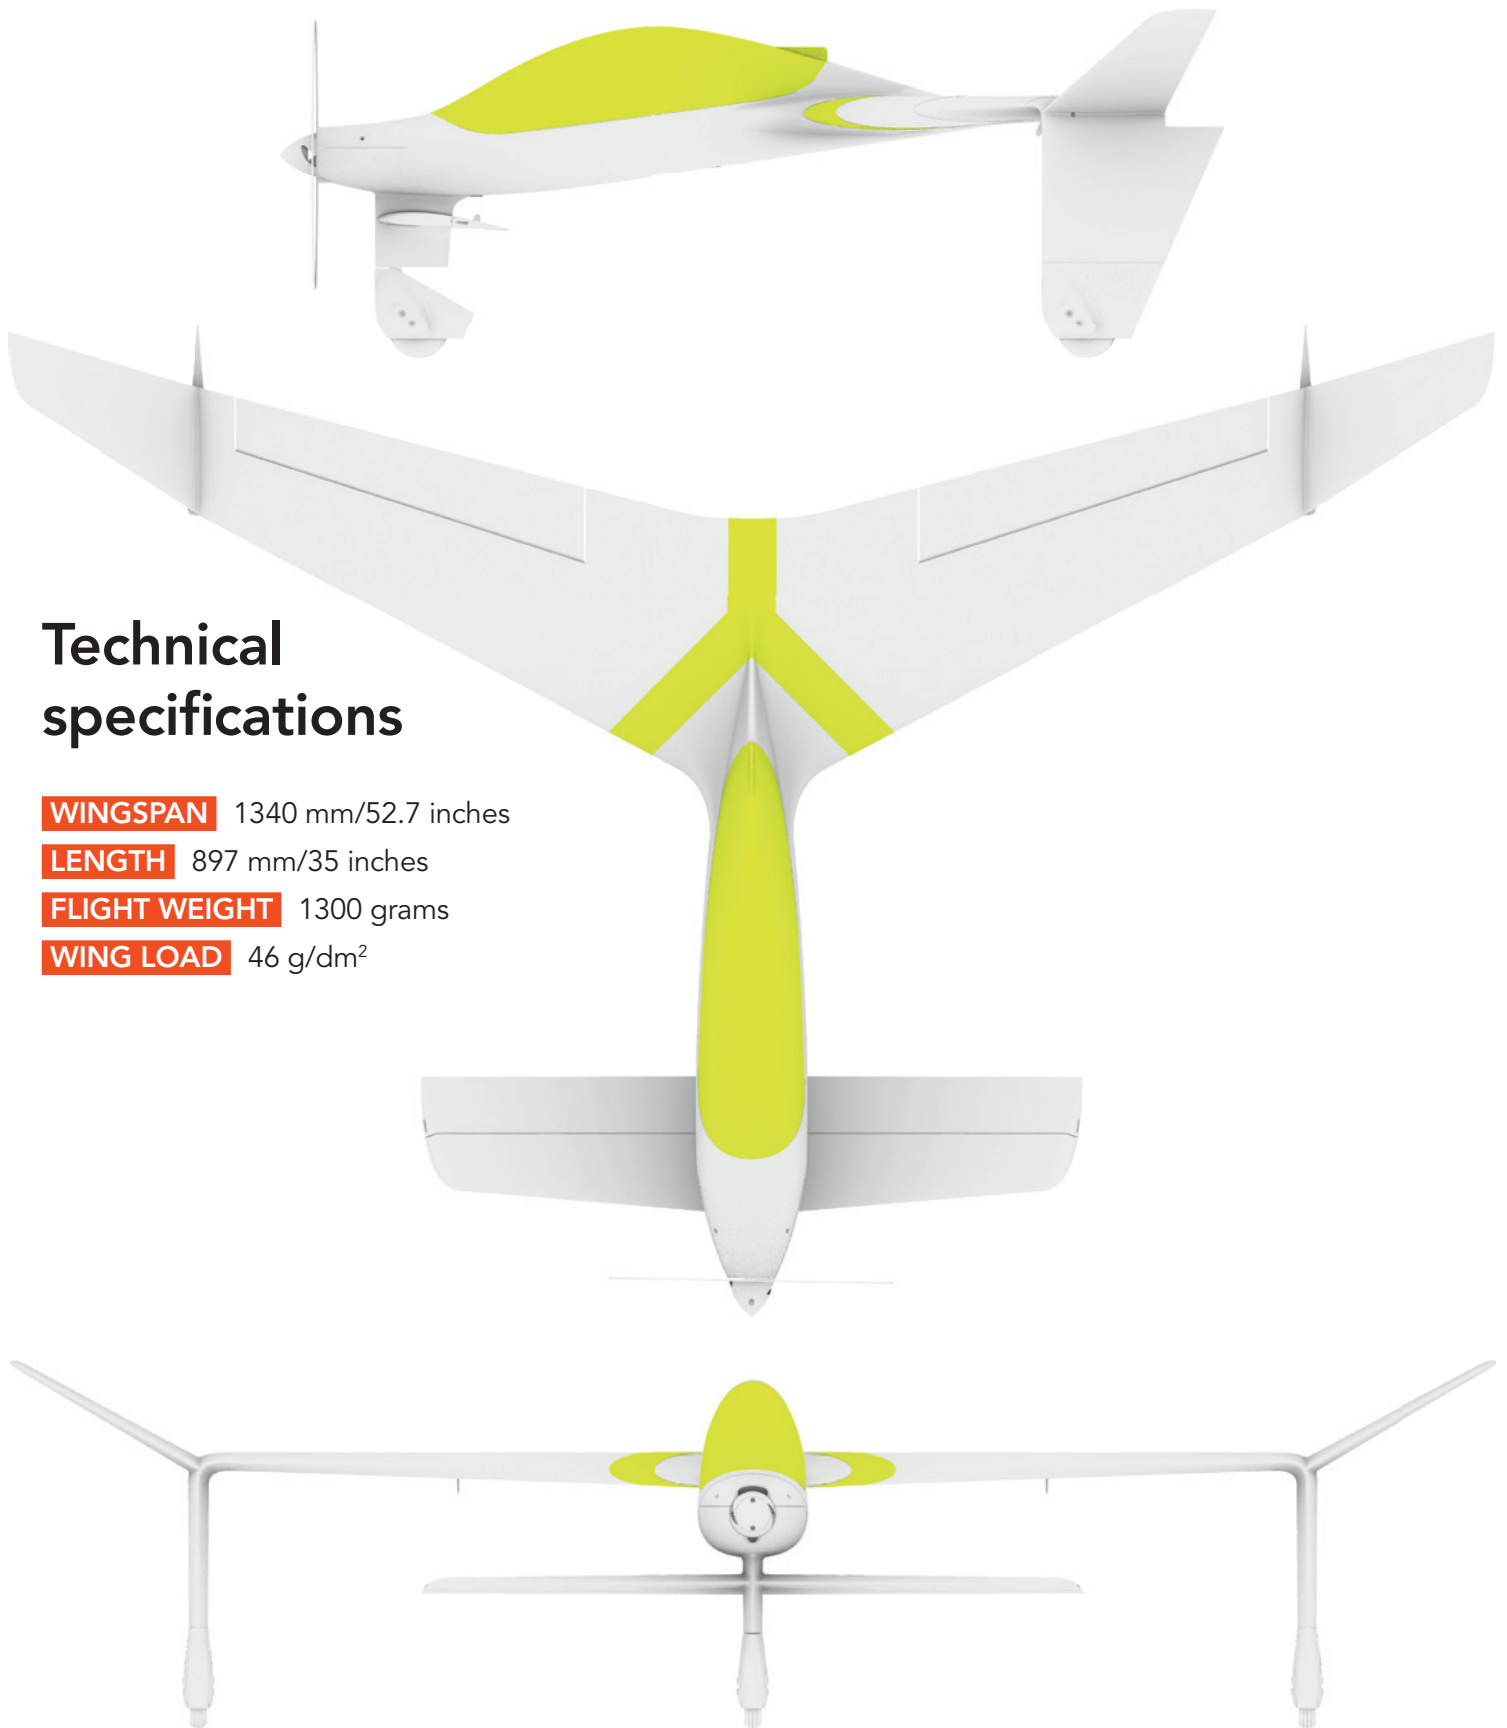 Technical
specifications
WINGSPAN 1340 mm/52.7 inches
LENGTH 897 mm/35 inches
FLIGHT WEIGHT 1300 grams
WING LOAD 46 g/dm²